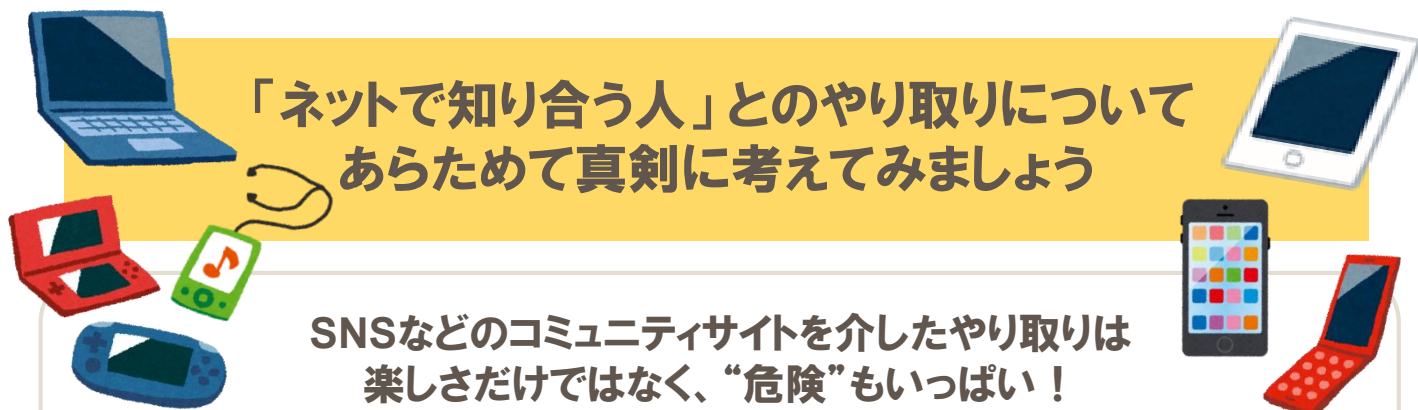 「ネットで知り合う人」とのやり取りについて
あらためて真剣に考えてみましょう
SNSなどのコミュニティサイトを介したやり取りは
楽しさだけではなく、“危険”もいっぱい！